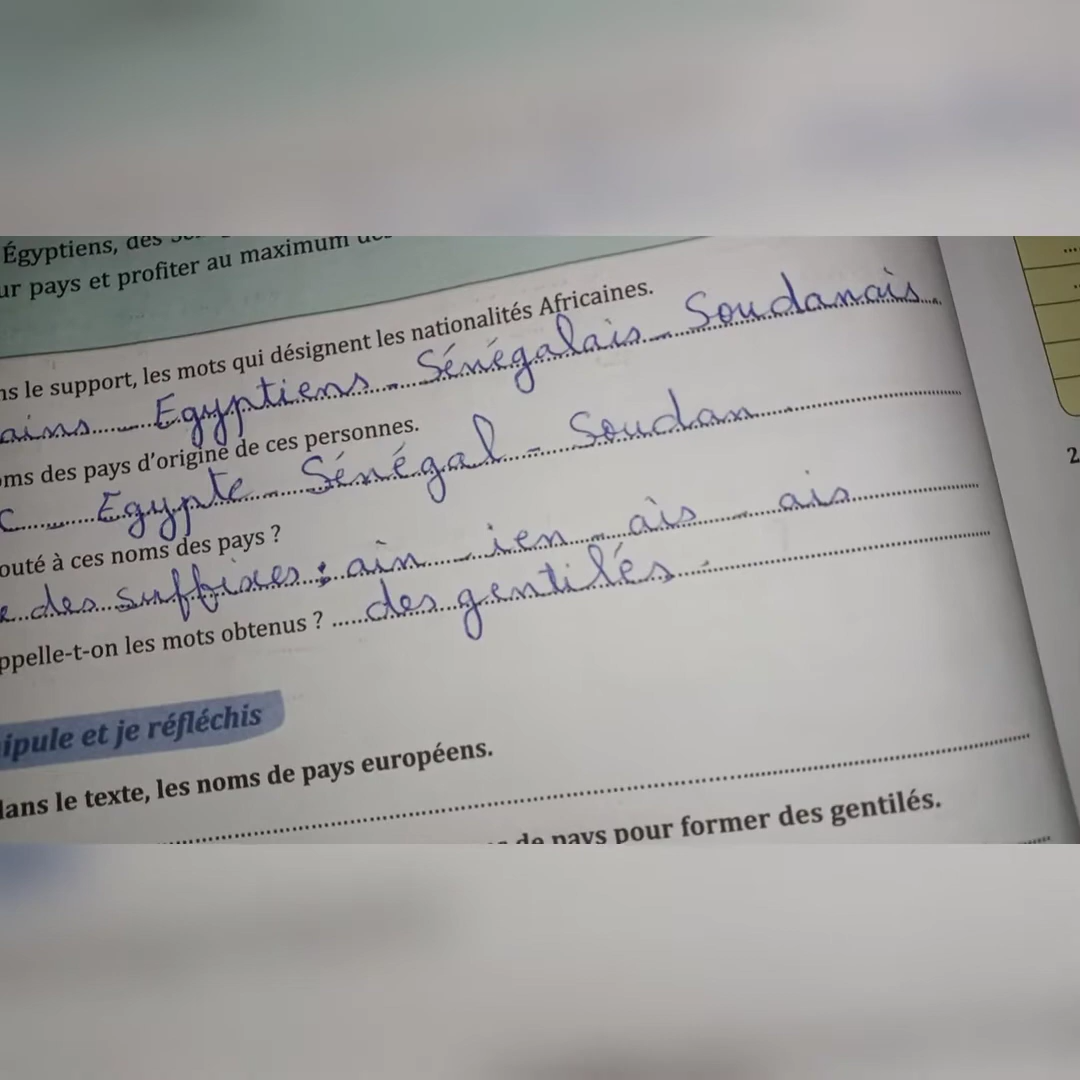 Égyptiens, des
ur pays et profiter au maximum
ns le support, les mots qui désignent les nationalités Africaines.
ains Egyptiens - Sénégalais - Soudanais
oms des pays d'origine de ces personnes.
c Egypte Sénégal - Soudan
outé à ces noms des pays ?
e des suffixes : ain - ien - ais - ais
ppelle-t-on les mots obtenus ? des gentilés.
ipule et je réfléchis
dans le texte, les noms de pays européens.
de pays pour former des gentilés.
2